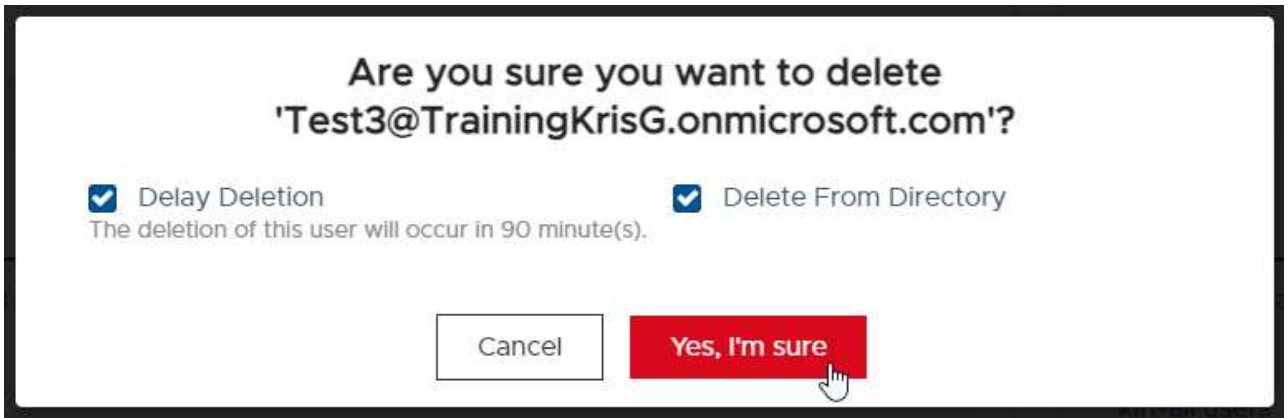 Are you sure you want to delete
'Test3@TrainingKrisG.onmicrosoft.com'?
Delay Deletion
Delete From Directory
The deletion of this user will occur in 90 minute(s).
Cancel
Yes, I'm sure